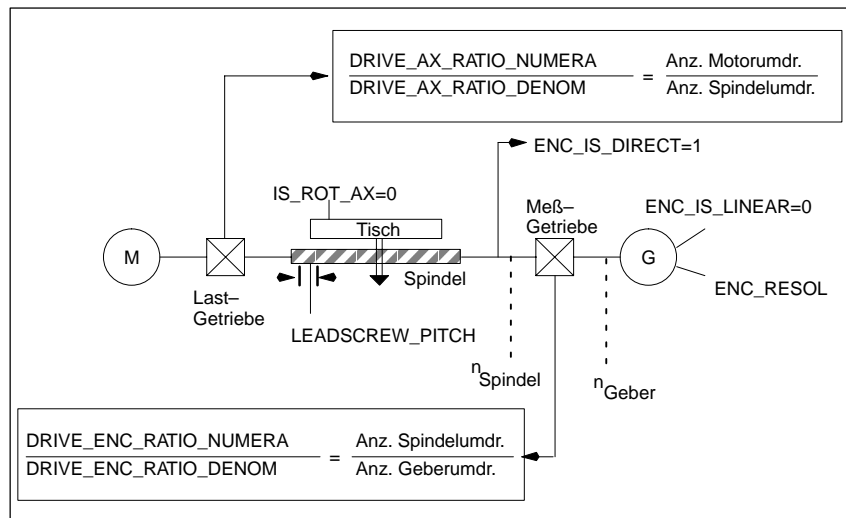 DRIVE_AX_RATIO_NUMERA
DRIVE_AX_RATIO_DENOM
=
Anz. Motorumdr.
Anz. Spindelumdr.
ENC_IS_DIRECT=1
IS_ROT_AX=0
Tisch
Meß–
Getriebe
ENC_IS_LINEAR=0
M
G
Spindel
Last–
Getriebe
ENC_RESOL
LEADSCREW_PITCH
nSpindel
nGeber
DRIVE_ENC_RATIO_NUMERA
DRIVE_ENC_RATIO_DENOM
=
Anz. Spindelumdr.
Anz. Geberumdr.